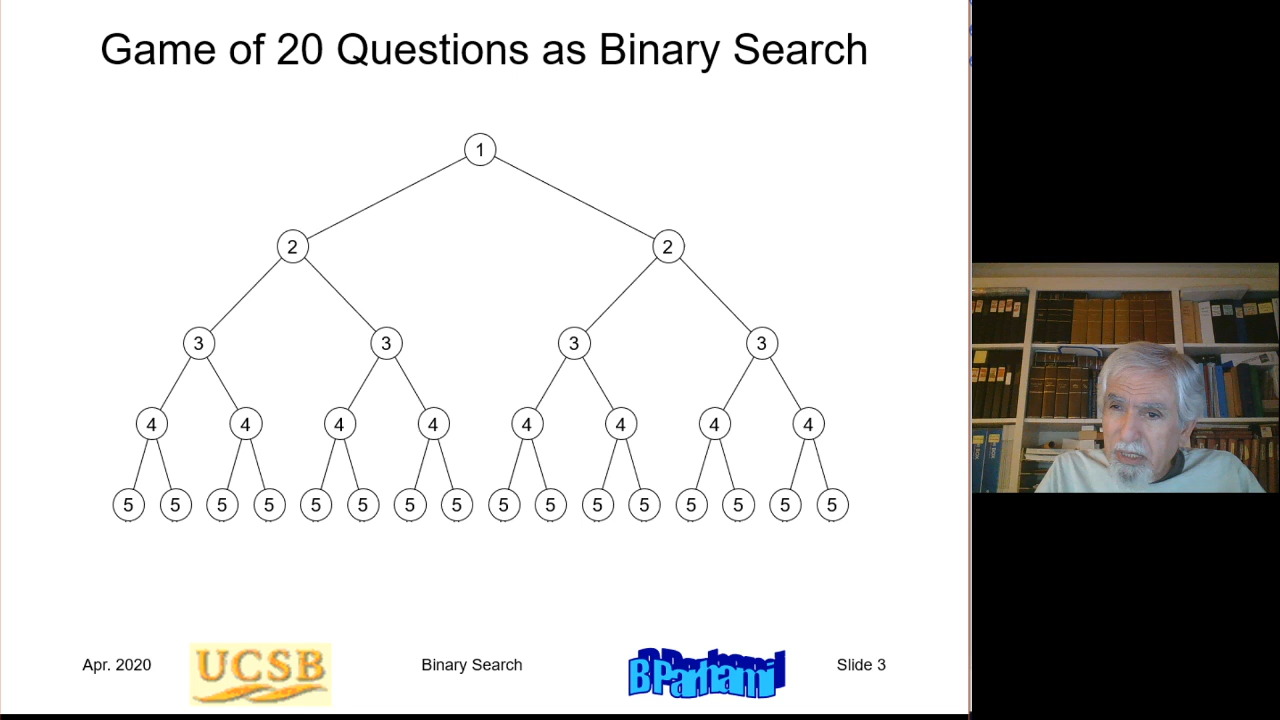 Game of 20 Questions as Binary Search
1
2 2
3 3 3 3
4 4 4 4 4 4 4 4
5 5 5 5 5 5 5 5 5 5 5 5 5 5 5 5
Apr. 2020 UCSB Binary Search B Parhami Slide 3